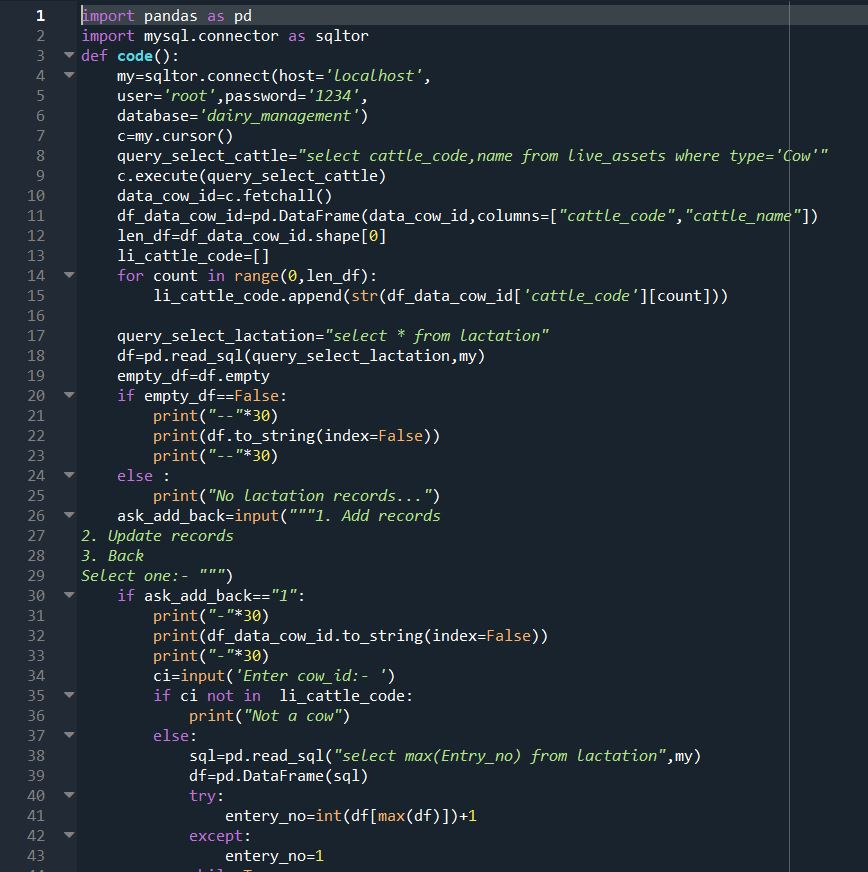 1 import pandas as pd
2 import mysql.connector as sqltor
3 def code():
4     my=sqltor.connect(host='localhost',
5     user='root',password='1234',
6     database='dairy_management')
7     c=my.cursor()
8     query_select_cattle="select cattle_code,name from live_assets where type='Cow'"
9     c.execute(query_select_cattle)
10     data_cow_id=c.fetchall()
11     df_data_cow_id=pd.DataFrame(data_cow_id,columns=["cattle_code","cattle_name"])
12     len_df=df_data_cow_id.shape[0]
13     li_cattle_code=[]
14     for count in range(0,len_df):
15         li_cattle_code.append(str(df_data_cow_id['cattle_code'][count]))
16
17     query_select_lactation="select * from lactation"
18     df=pd.read_sql(query_select_lactation,my)
19     empty_df=df.empty
20     if empty_df==False:
21         print("--"*30)
22         print(df.to_string(index=False))
23         print("--"*30)
24     else :
25         print("No lactation records...")
26     ask_add_back=input("""1. Add records
27 2. Update records
28 3. Back
29 Select one:- """)
30     if ask_add_back=="1":
31         print("-"*30)
32         print(df_data_cow_id.to_string(index=False))
33         print("-"*30)
34         ci=input('Enter cow_id:- ')
35         if ci not in  li_cattle_code:
36             print("Not a cow")
37         else:
38             sql=pd.read_sql("select max(Entry_no) from lactation",my)
39             df=pd.DataFrame(sql)
40             try:
41                 entery_no=int(df[max(df)])+1
42             except:
43                 entery_no=1